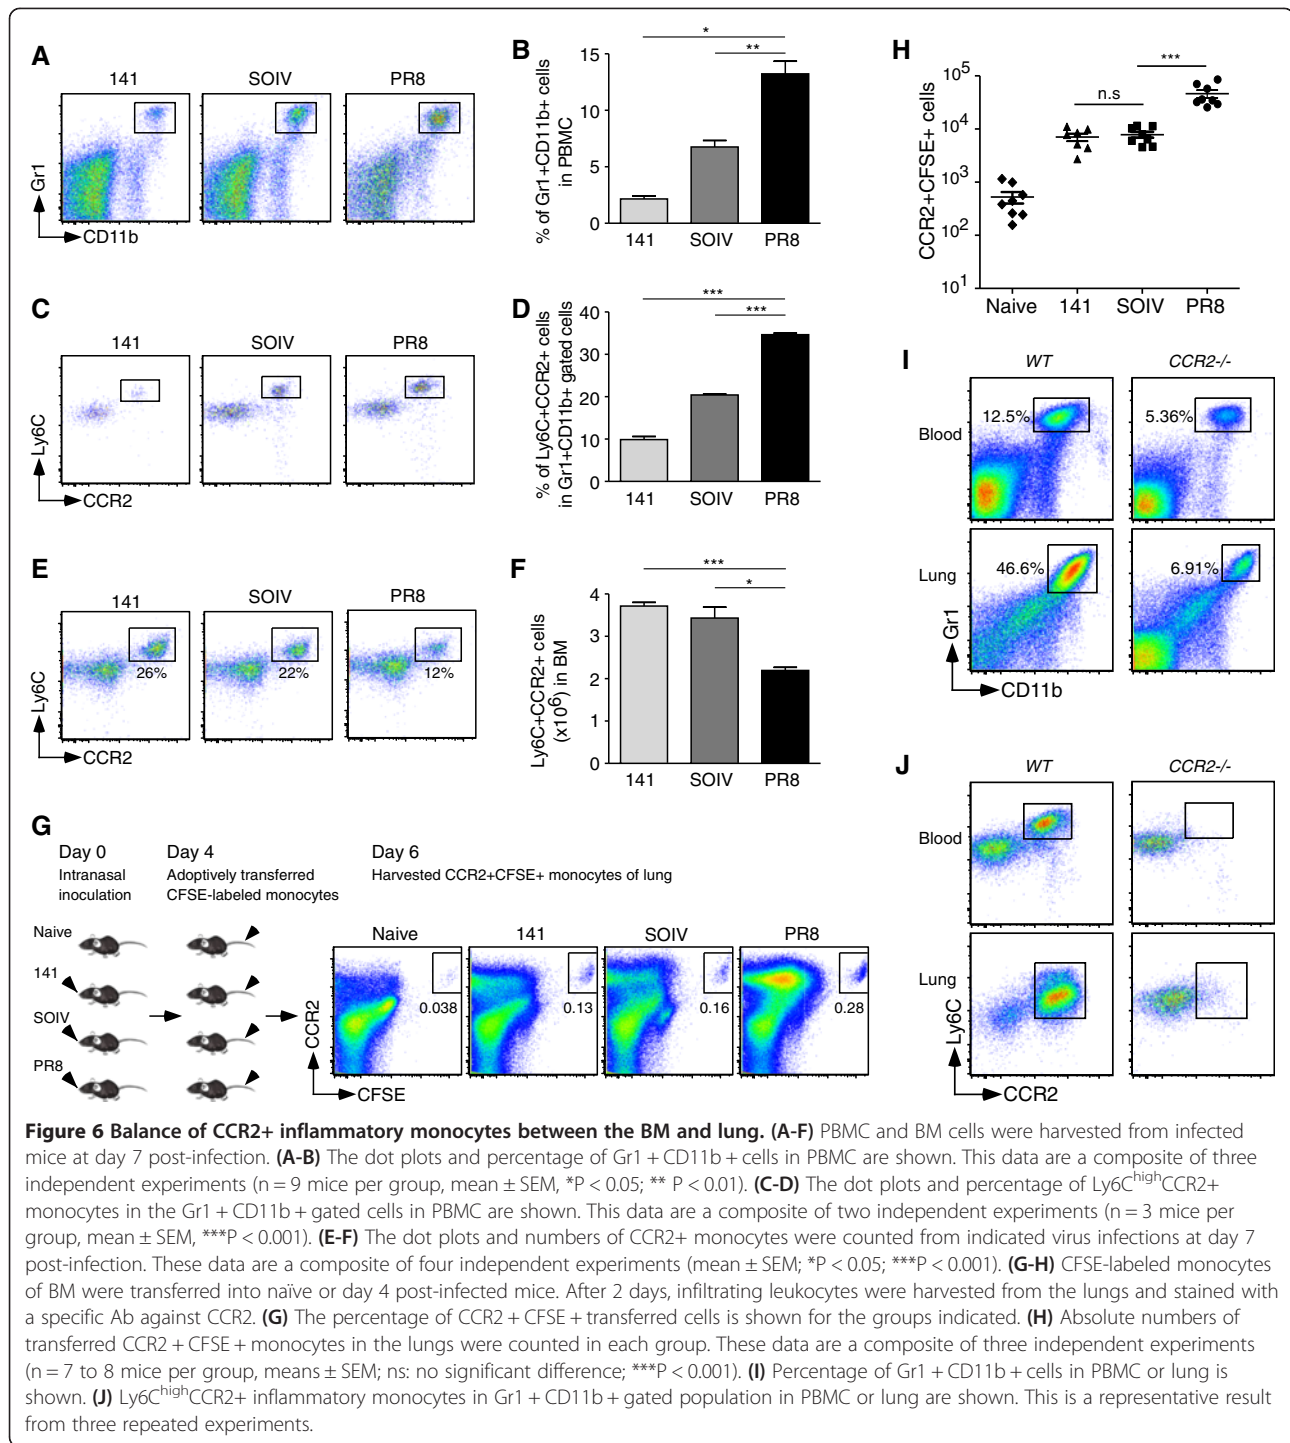 A
141
SOIV
PR8
Gr1
CD11b
B
% of Gr1+CD11b+ cells
in PBMC
15
10
5
0
*
**
141
SOIV
PR8
C
141
SOIV
PR8
Ly6C
CCR2
D
% of Ly6C+CCR2+ cells
in Gr1+CD11b+ gated cells
40
30
20
10
0
***
***
141
SOIV
PR8
E
141
SOIV
PR8
26%
22%
12%
Ly6C
CCR2
F
Ly6C+CCR2+ cells
(x10⁶) in BM
4
3
2
1
0
***
*
141
SOIV
PR8
G
Day 0
Intranasal
inoculation
Day 4
Adoptively transferred
CFSE-labeled monocytes
Day 6
Harvested CCR2+CFSE+ monocytes of lung
Naive
141
SOIV
PR8
Naive
141
SOIV
PR8
0.038
0.13
0.16
0.28
CCR2
CFSE
H
CCR2+CFSE+ cells
10⁵
10⁴
10³
10²
10¹
n.s
***
Naive
141
SOIV
PR8
I
WT
CCR2-/-
Blood
12.5%
5.36%
Lung
46.6%
6.91%
Gr1
CD11b
J
WT
CCR2-/-
Blood
Lung
Ly6C
CCR2
Figure 6 Balance of CCR2+ inflammatory monocytes between the BM and lung. (A-F) PBMC and BM cells were harvested from infected
mice at day 7 post-infection. (A-B) The dot plots and percentage of Gr1 + CD11b + cells in PBMC are shown. This data are a composite of three
independent experiments (n = 9 mice per group, mean ± SEM, *P < 0.05; ** P < 0.01). (C-D) The dot plots and percentage of Ly6C^highCCR2+
monocytes in the Gr1 + CD11b + gated cells in PBMC are shown. This data are a composite of two independent experiments (n = 3 mice per
group, mean ± SEM, ***P < 0.001). (E-F) The dot plots and numbers of CCR2+ monocytes were counted from indicated virus infections at day 7
post-infection. These data are a composite of four independent experiments (mean ± SEM; *P < 0.05; ***P < 0.001). (G-H) CFSE-labeled monocytes
of BM were transferred into naïve or day 4 post-infected mice. After 2 days, infiltrating leukocytes were harvested from the lungs and stained with
a specific Ab against CCR2. (G) The percentage of CCR2 + CFSE + transferred cells is shown for the groups indicated. (H) Absolute numbers of
transferred CCR2 + CFSE + monocytes in the lungs were counted in each group. These data are a composite of three independent experiments
(n = 7 to 8 mice per group, means ± SEM; ns: no significant difference; ***P < 0.001). (I) Percentage of Gr1 + CD11b + cells in PBMC or lung is
shown. (J) Ly6C^highCCR2+ inflammatory monocytes in Gr1 + CD11b + gated population in PBMC or lung are shown. This is a representative result
from three repeated experiments.